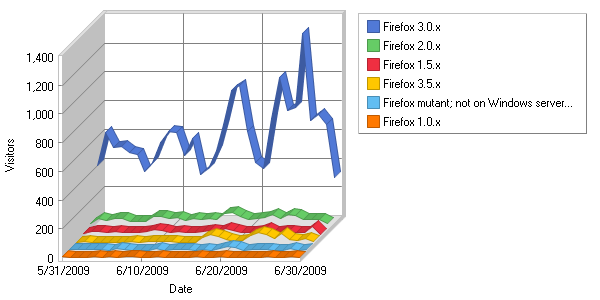 1,400
1,200
1,000
800
600
400
200
0
Visitors
5/31/2009 6/10/2009 6/20/2009 6/30/2009
Date
Firefox 3.0.x
Firefox 2.0.x
Firefox 1.5.x
Firefox 3.5.x
Firefox mutant; not on Windows server...
Firefox 1.0.x